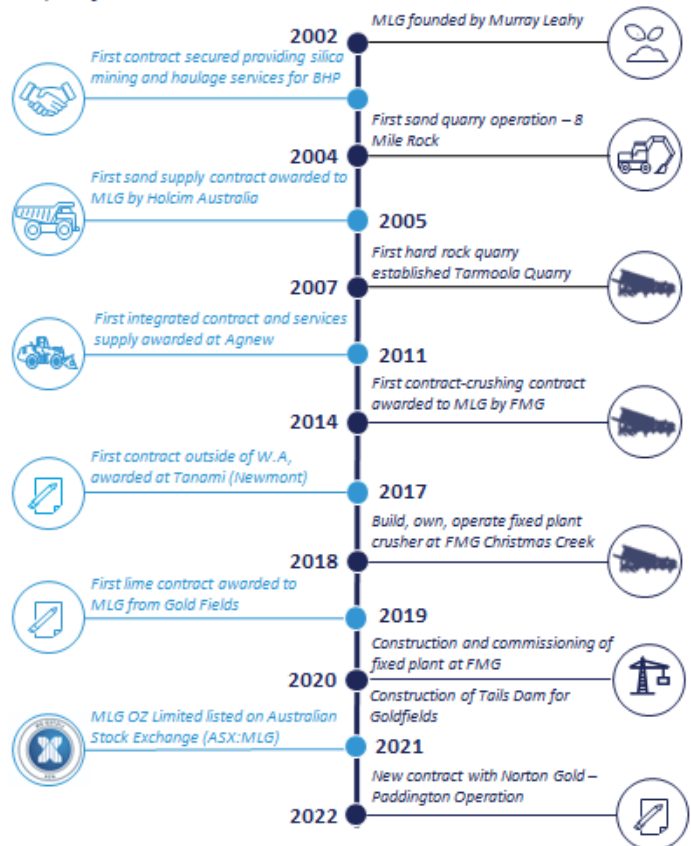 MLG founded by Murray Leahy
2002
First contract secured providing silica
mining and haulage services for BHP
First sand quarry operation – 8
Mile Rock
2004
First sand supply contract awarded to
MLG by Holcim Australia
2005
First hard rock quarry
established Tarmoola Quarry
2007
First integrated contract and services
supply awarded at Agnew
2011
First contract-crushing contract
awarded to MLG by FMG
2014
First contract outside of W.A,
awarded at Tanami (Newmont)
2017
Build, own, operate fixed plant
crusher at FMG Christmas Creek
2018
First lime contract awarded to
MLG from Gold Fields
2019
Construction and commissioning of
fixed plant at FMG
2020
Construction of Tails Dam for
Goldfields
MLG OZ Limited listed on Australian
Stock Exchange (ASX:MLG)
2021
New contract with Norton Gold –
Paddington Operation
2022